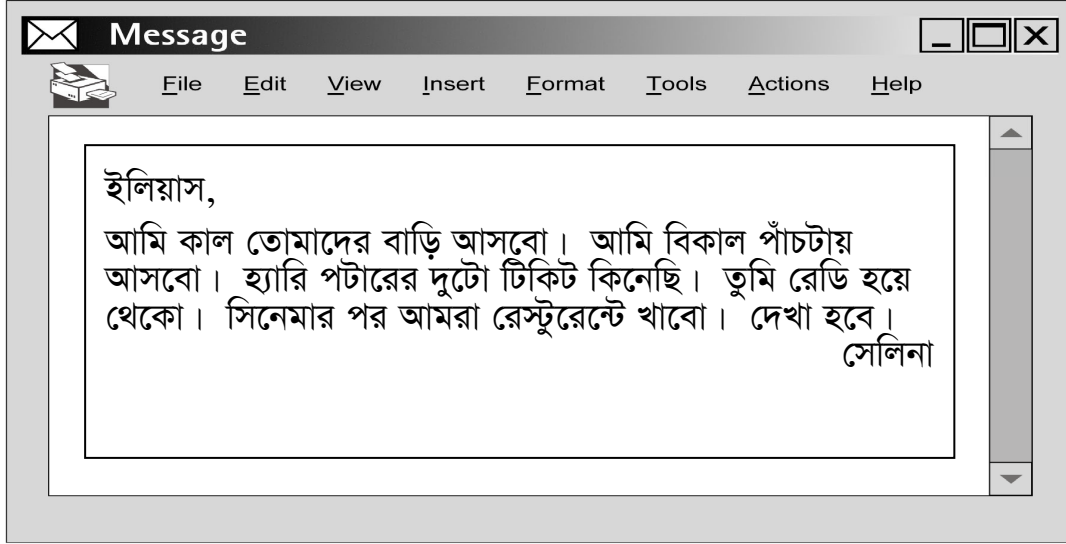 Message
File Edit View Insert Format Tools Actions Help
ইলিয়াস,
আমি কাল তোমাদের বাড়ি আসবো। আমি বিকাল পাঁচটায়
আসবো। হ্যারি পটারের দুটো টিকিট কিনেছি। তুমি রেডি হয়ে
থেকো। সিনেমার পর আমরা রেস্টুরেন্টে খাবো। দেখা হবে।
সেলিনা